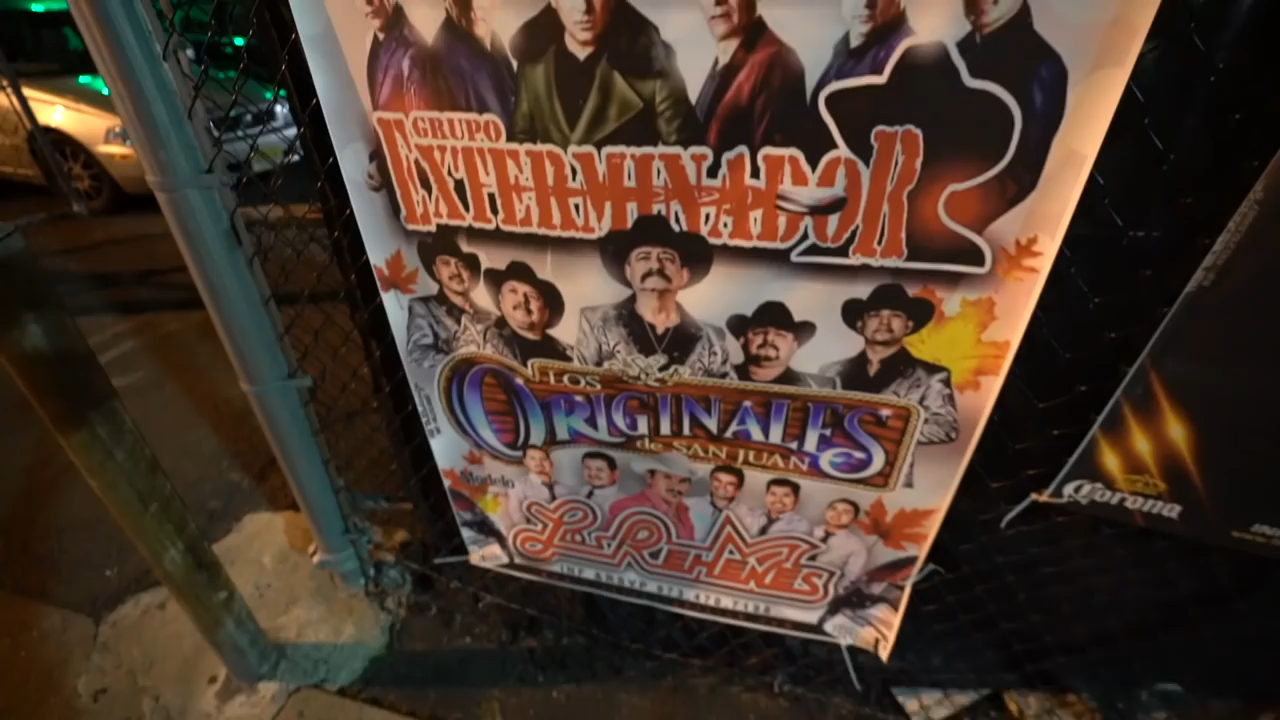 GRUPO
EXTERMINADOR
LOS
ORIGINALES
de SAN JUAN
Modelo
Los REHENES
Corona